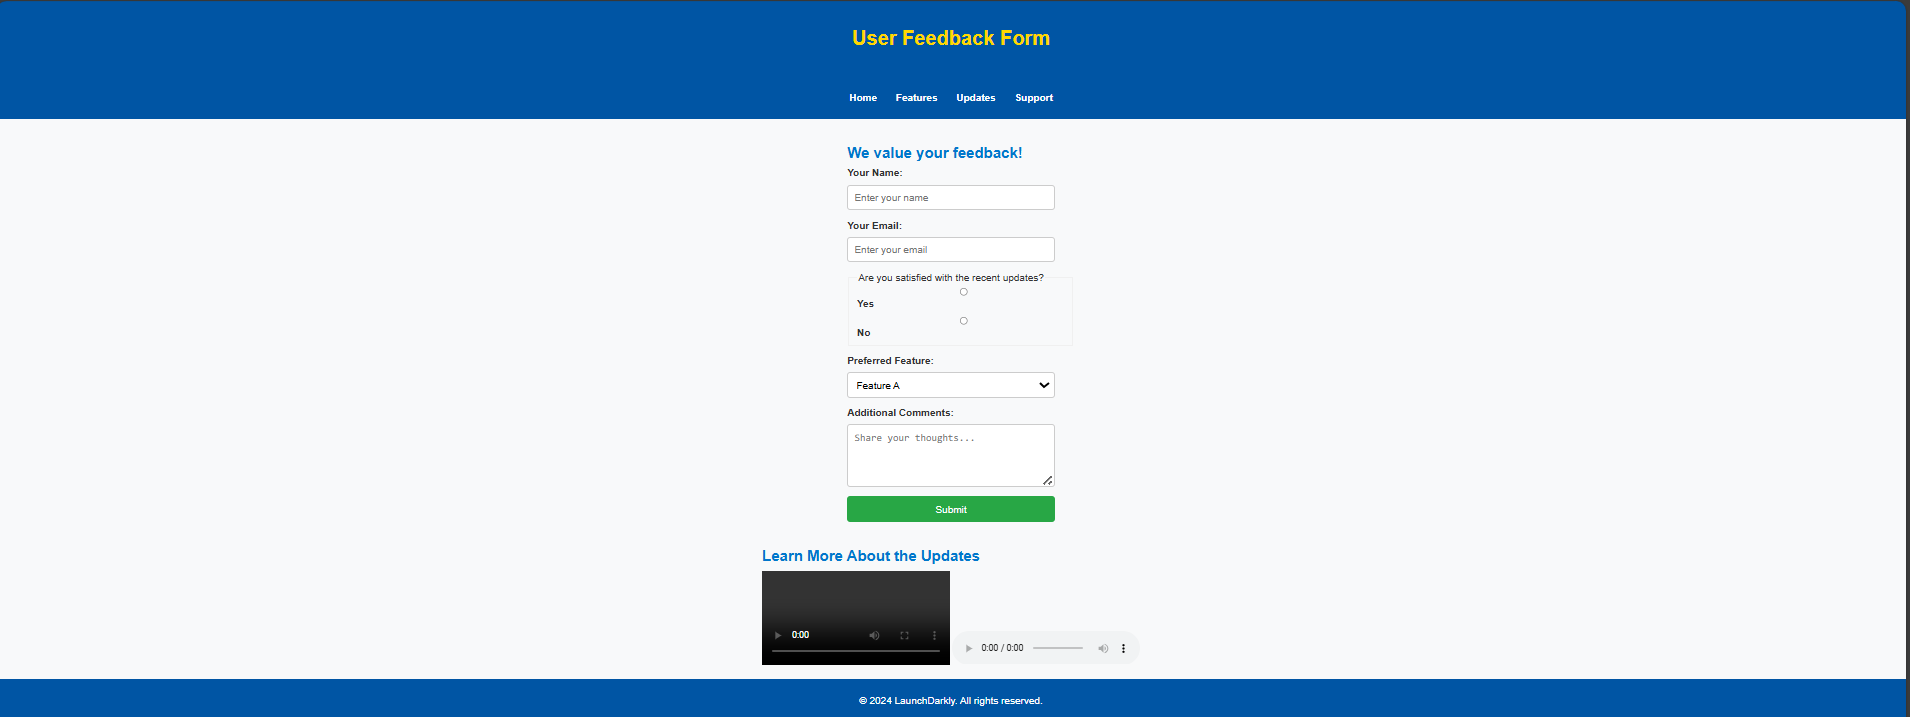 User Feedback Form
Home Features Updates Support
We value your feedback!
Your Name:
Enter your name
Your Email:
Enter your email
Are you satisfied with the recent updates?
Yes
No
Preferred Feature:
Feature A
Additional Comments:
Share your thoughts...
Submit
Learn More About the Updates
0:00
0:00 / 0:00
© 2024 LaunchDarkly. All rights reserved.